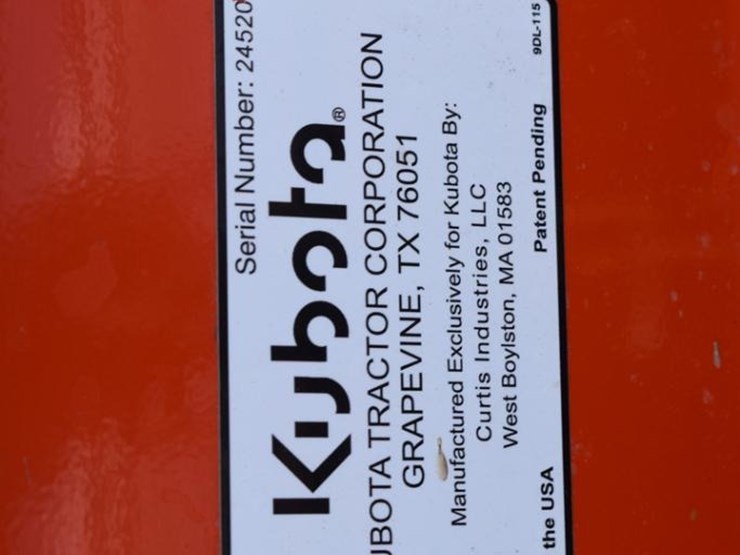 Serial Number: 24520
Kubota®
UBOTA TRACTOR CORPORATION
GRAPEVINE, TX 76051
Manufactured Exclusively for Kubota By:
Curtis Industries, LLC
West Boylston, MA 01583
the USA Patent Pending 9DL-115